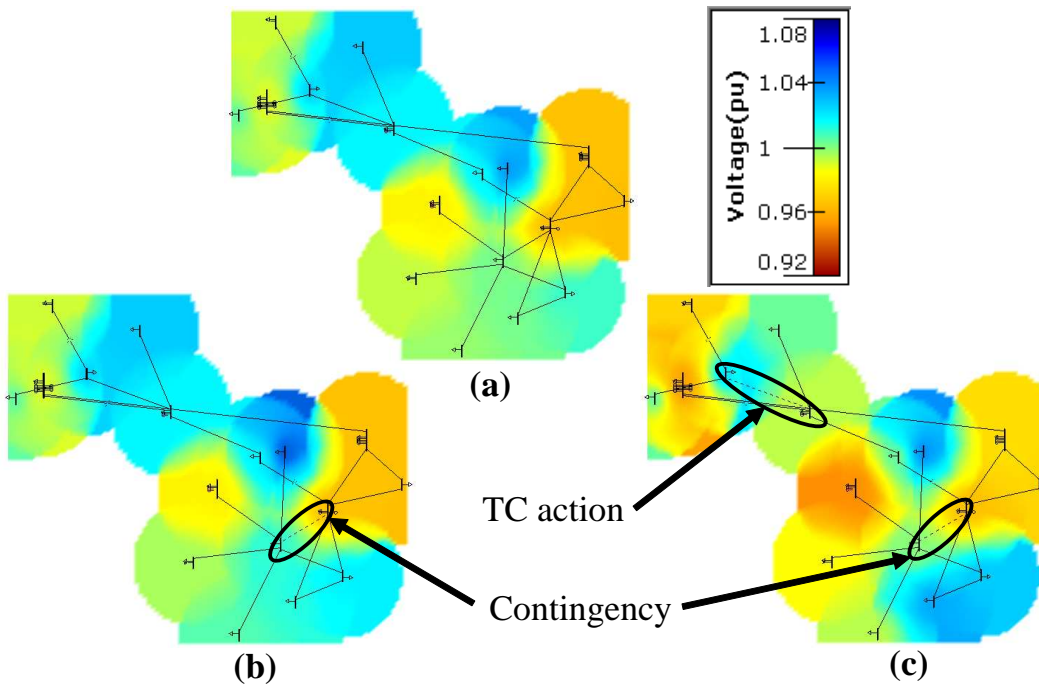 1.08
1.04
1
0.96
0.92
Voltage(pu)
(a)
TC action
Contingency
(b)
(c)